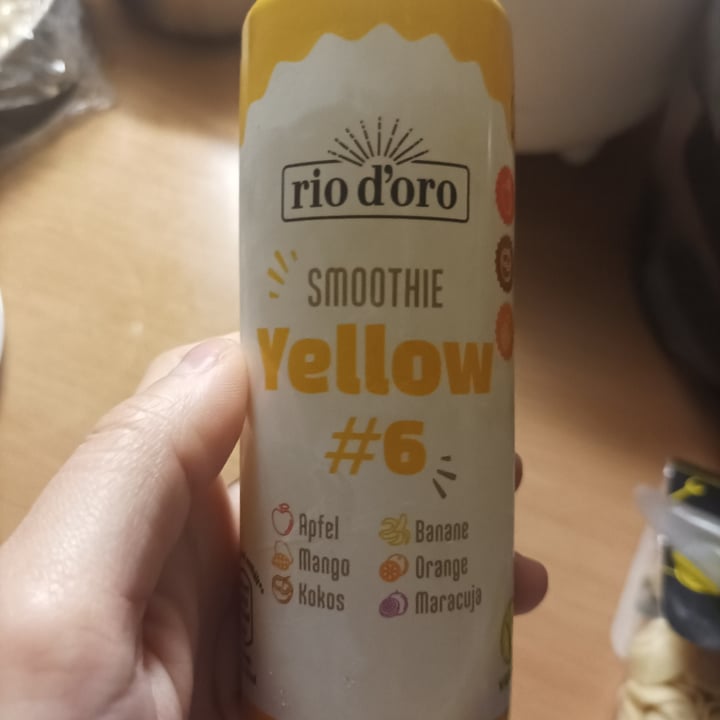 rio d'oro
SMOOTHIE
Yellow
#6
Apfel
Banane
Mango
Orange
Kokos
Maracuja